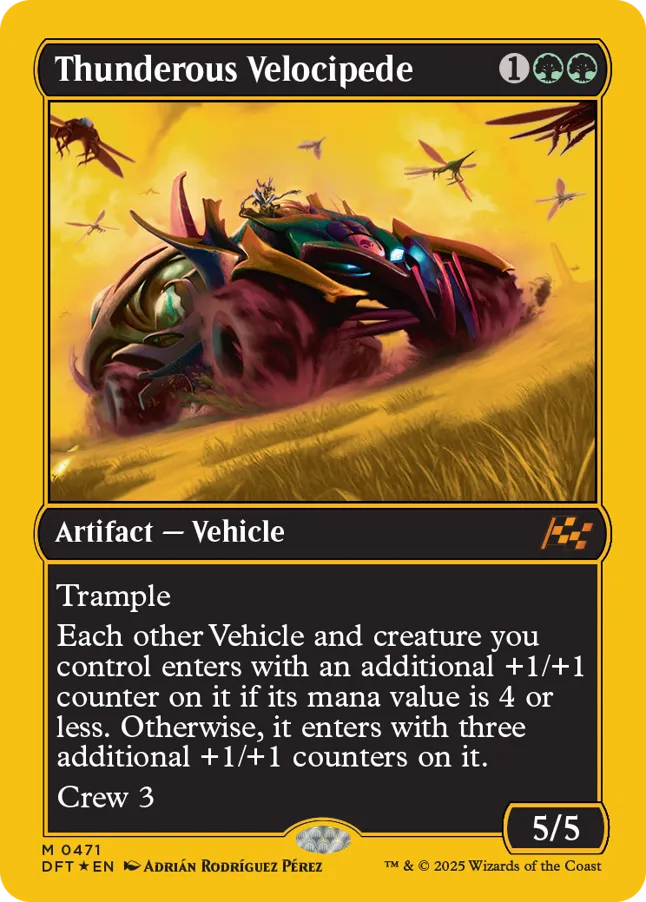 Thunderous Velocipede 1
Artifact — Vehicle
Trample
Each other Vehicle and creature you
control enters with an additional +1/+1
counter on it if its mana value is 4 or
less. Otherwise, it enters with three
additional +1/+1 counters on it.
Crew 3
5/5
M 0471
DFT ★ EN Adrián Rodríguez Pérez
™ & © 2025 Wizards of the Coast